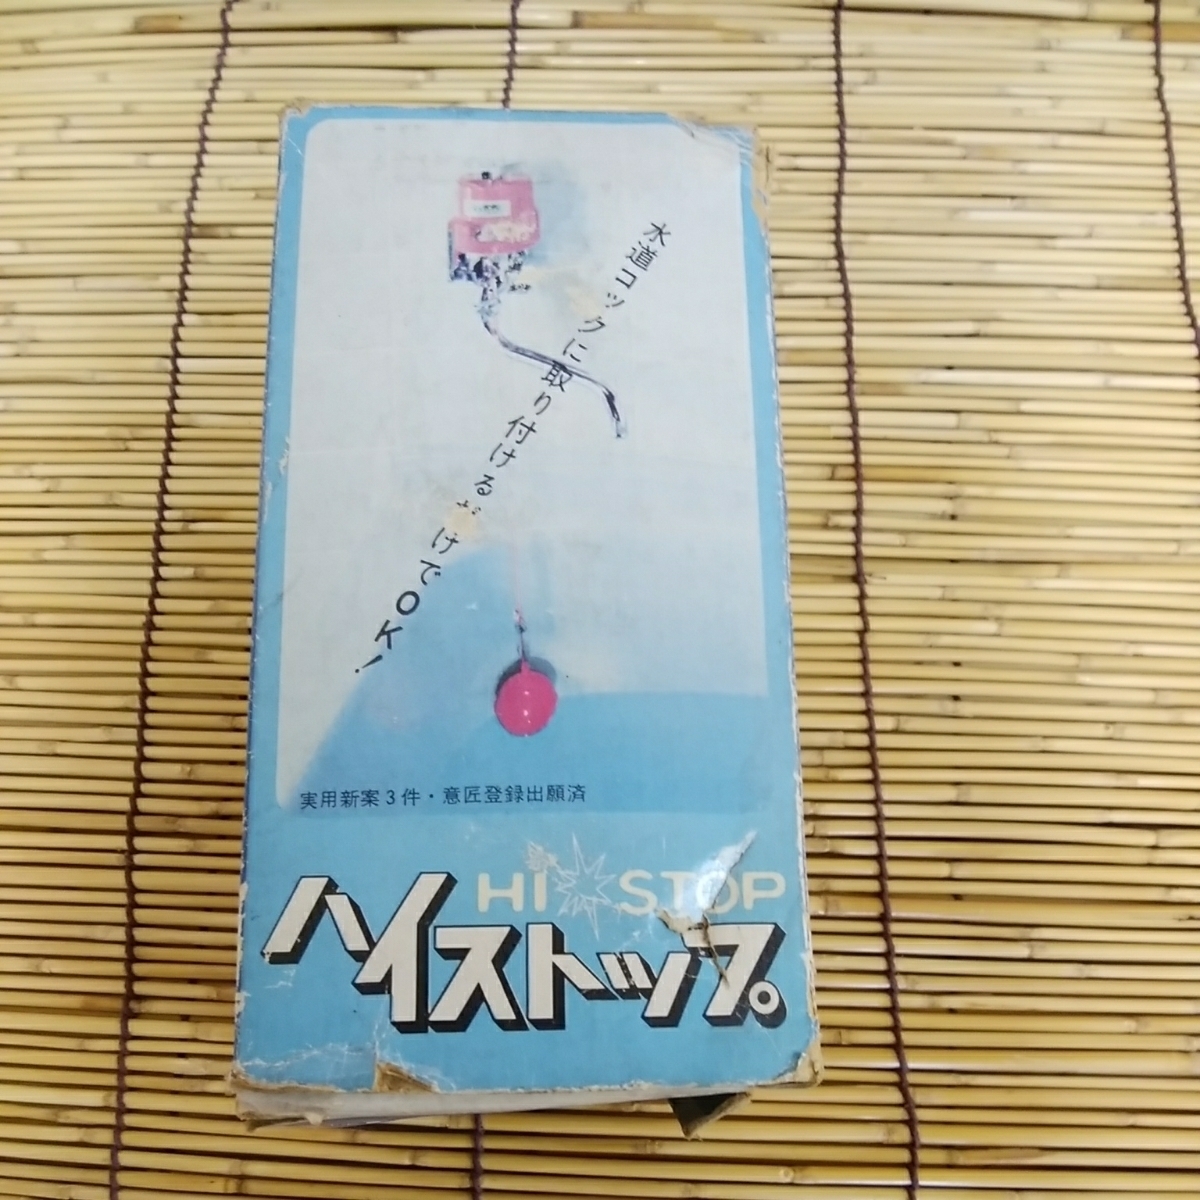 水道コックに取り付けるだけでOK!
実用新案3件・意匠登録出願済
HI STOP
ハイストップ